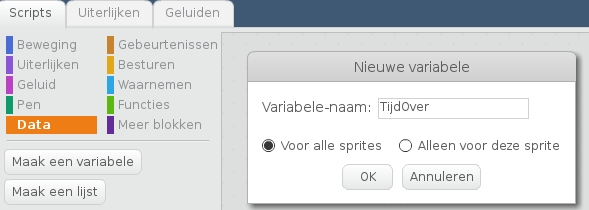 Scripts Uiterlijken Geluiden
Beweging Gebeurtenissen
Uiterlijken Besturen
Geluid Waarnemen
Pen Functies
Data Meer blokken
Maak een variabele
Maak een lijst
Nieuwe variabele
Variabele-naam: TijdOver
Voor alle sprites Alleen voor deze sprite
OK Annuleren